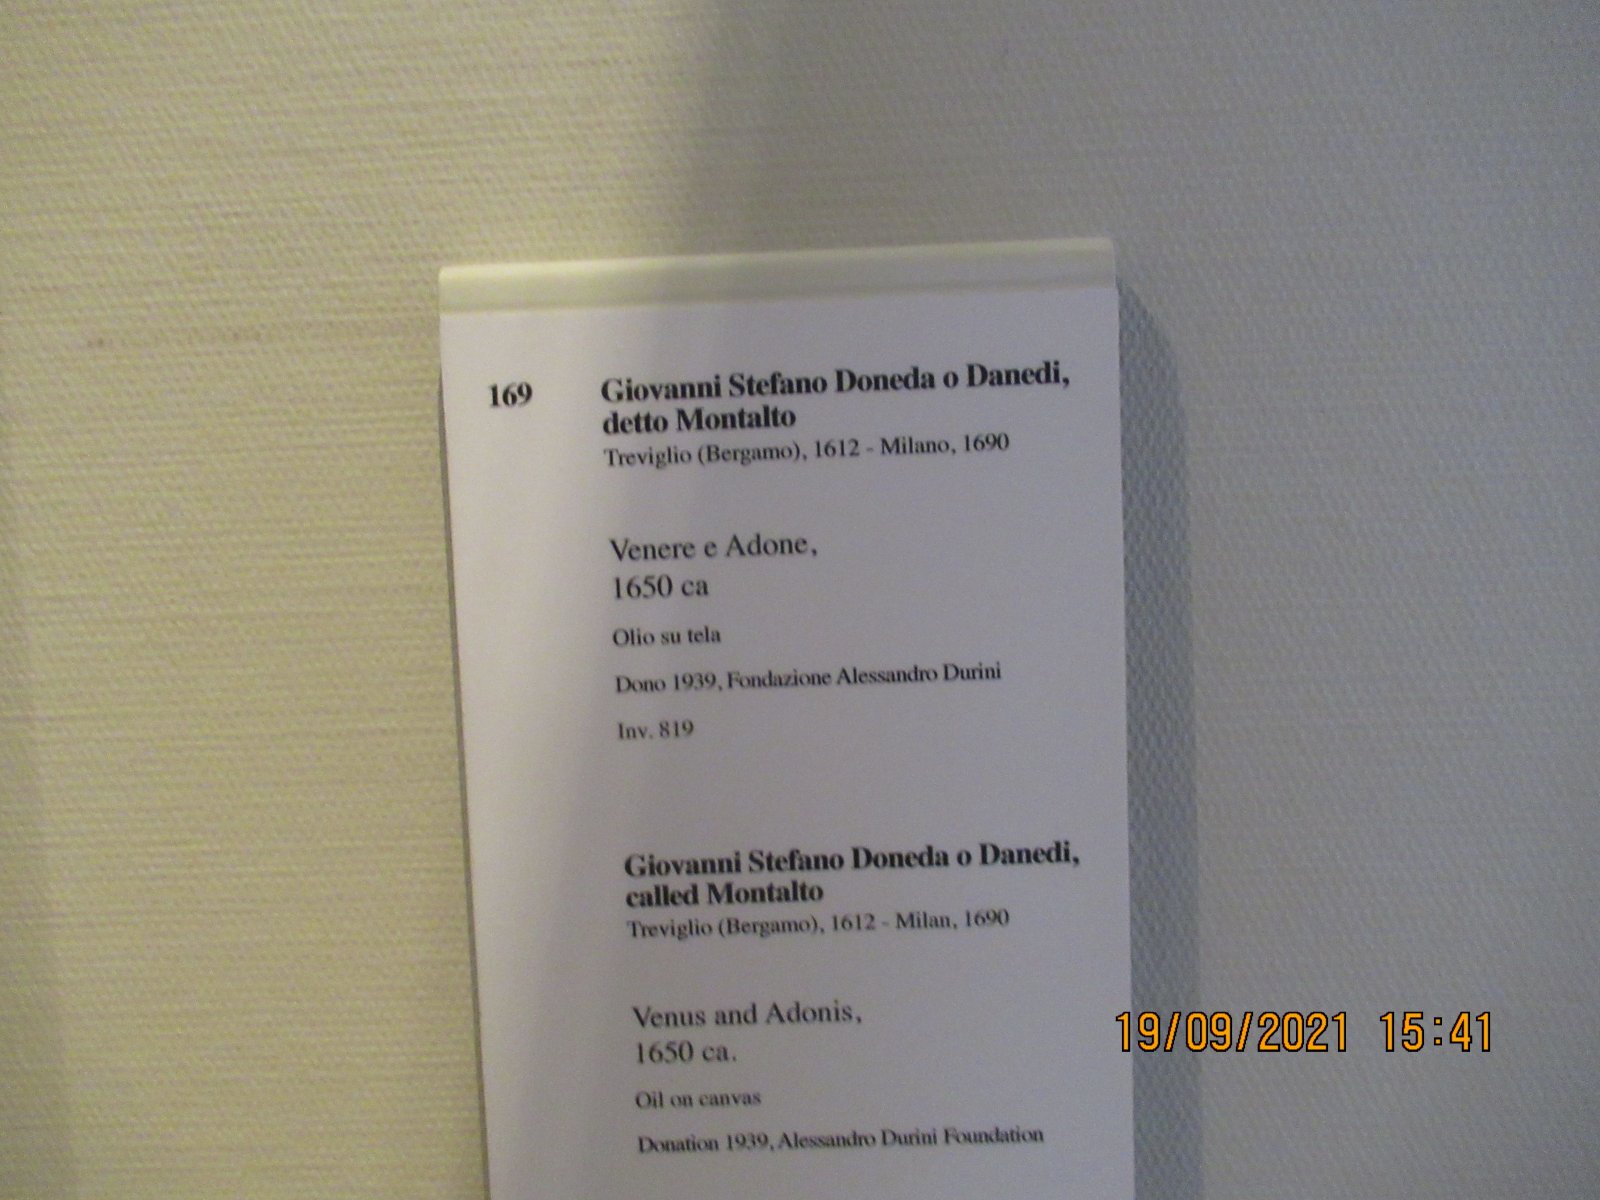 169
Giovanni Stefano Doneda o Danedi,
detto Montalto
Treviglio (Bergamo), 1612 - Milano, 1690
Venere e Adone,
1650 ca
Olio su tela
Dono 1939, Fondazione Alessandro Durini
Inv. 819
Giovanni Stefano Doneda o Danedi,
called Montalto
Treviglio (Bergamo), 1612 - Milan, 1690
Venus and Adonis,
1650 ca.
Oil on canvas
Donation 1939, Alessandro Durini Foundation
19/09/2021 15:41